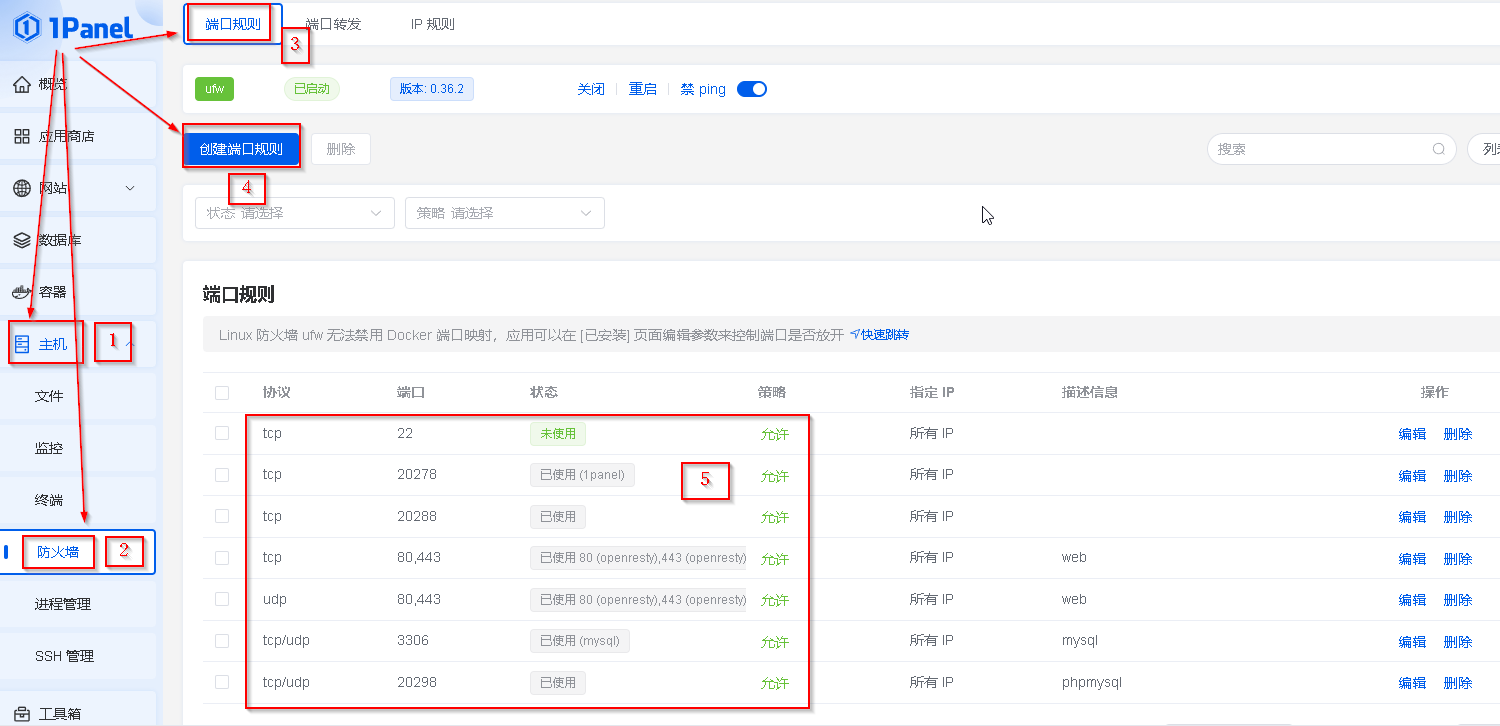 1Panel
概览
应用商店
网站
数据库
容器
主机
1
文件
监控
终端
防火墙
2
进程管理
SSH 管理
工具箱
端口规则
端口转发
IP 规则
3
ufw
已启动
版本: 0.36.2
关闭
重启
禁 ping
创建端口规则
删除
搜索
4
状态 请选择
策略 请选择
端口规则
Linux 防火墙 ufw 无法禁用 Docker 端口映射，应用可以在 [已安装] 页面编辑参数来控制端口是否放开 快速跳转
协议 端口 状态 策略 指定 IP 描述信息 操作
tcp 22 未使用 允许 所有 IP 编辑 删除
tcp 20278 已使用 (1panel) 5 允许 所有 IP 编辑 删除
tcp 20288 已使用 允许 所有 IP 编辑 删除
tcp 80,443 已使用 80 (openresty),443 (openresty) 允许 所有 IP web 编辑 删除
udp 80,443 已使用 80 (openresty),443 (openresty) 允许 所有 IP web 编辑 删除
tcp/udp 3306 已使用 (mysql) 允许 所有 IP mysql 编辑 删除
tcp/udp 20298 已使用 允许 所有 IP phpmysql 编辑 删除